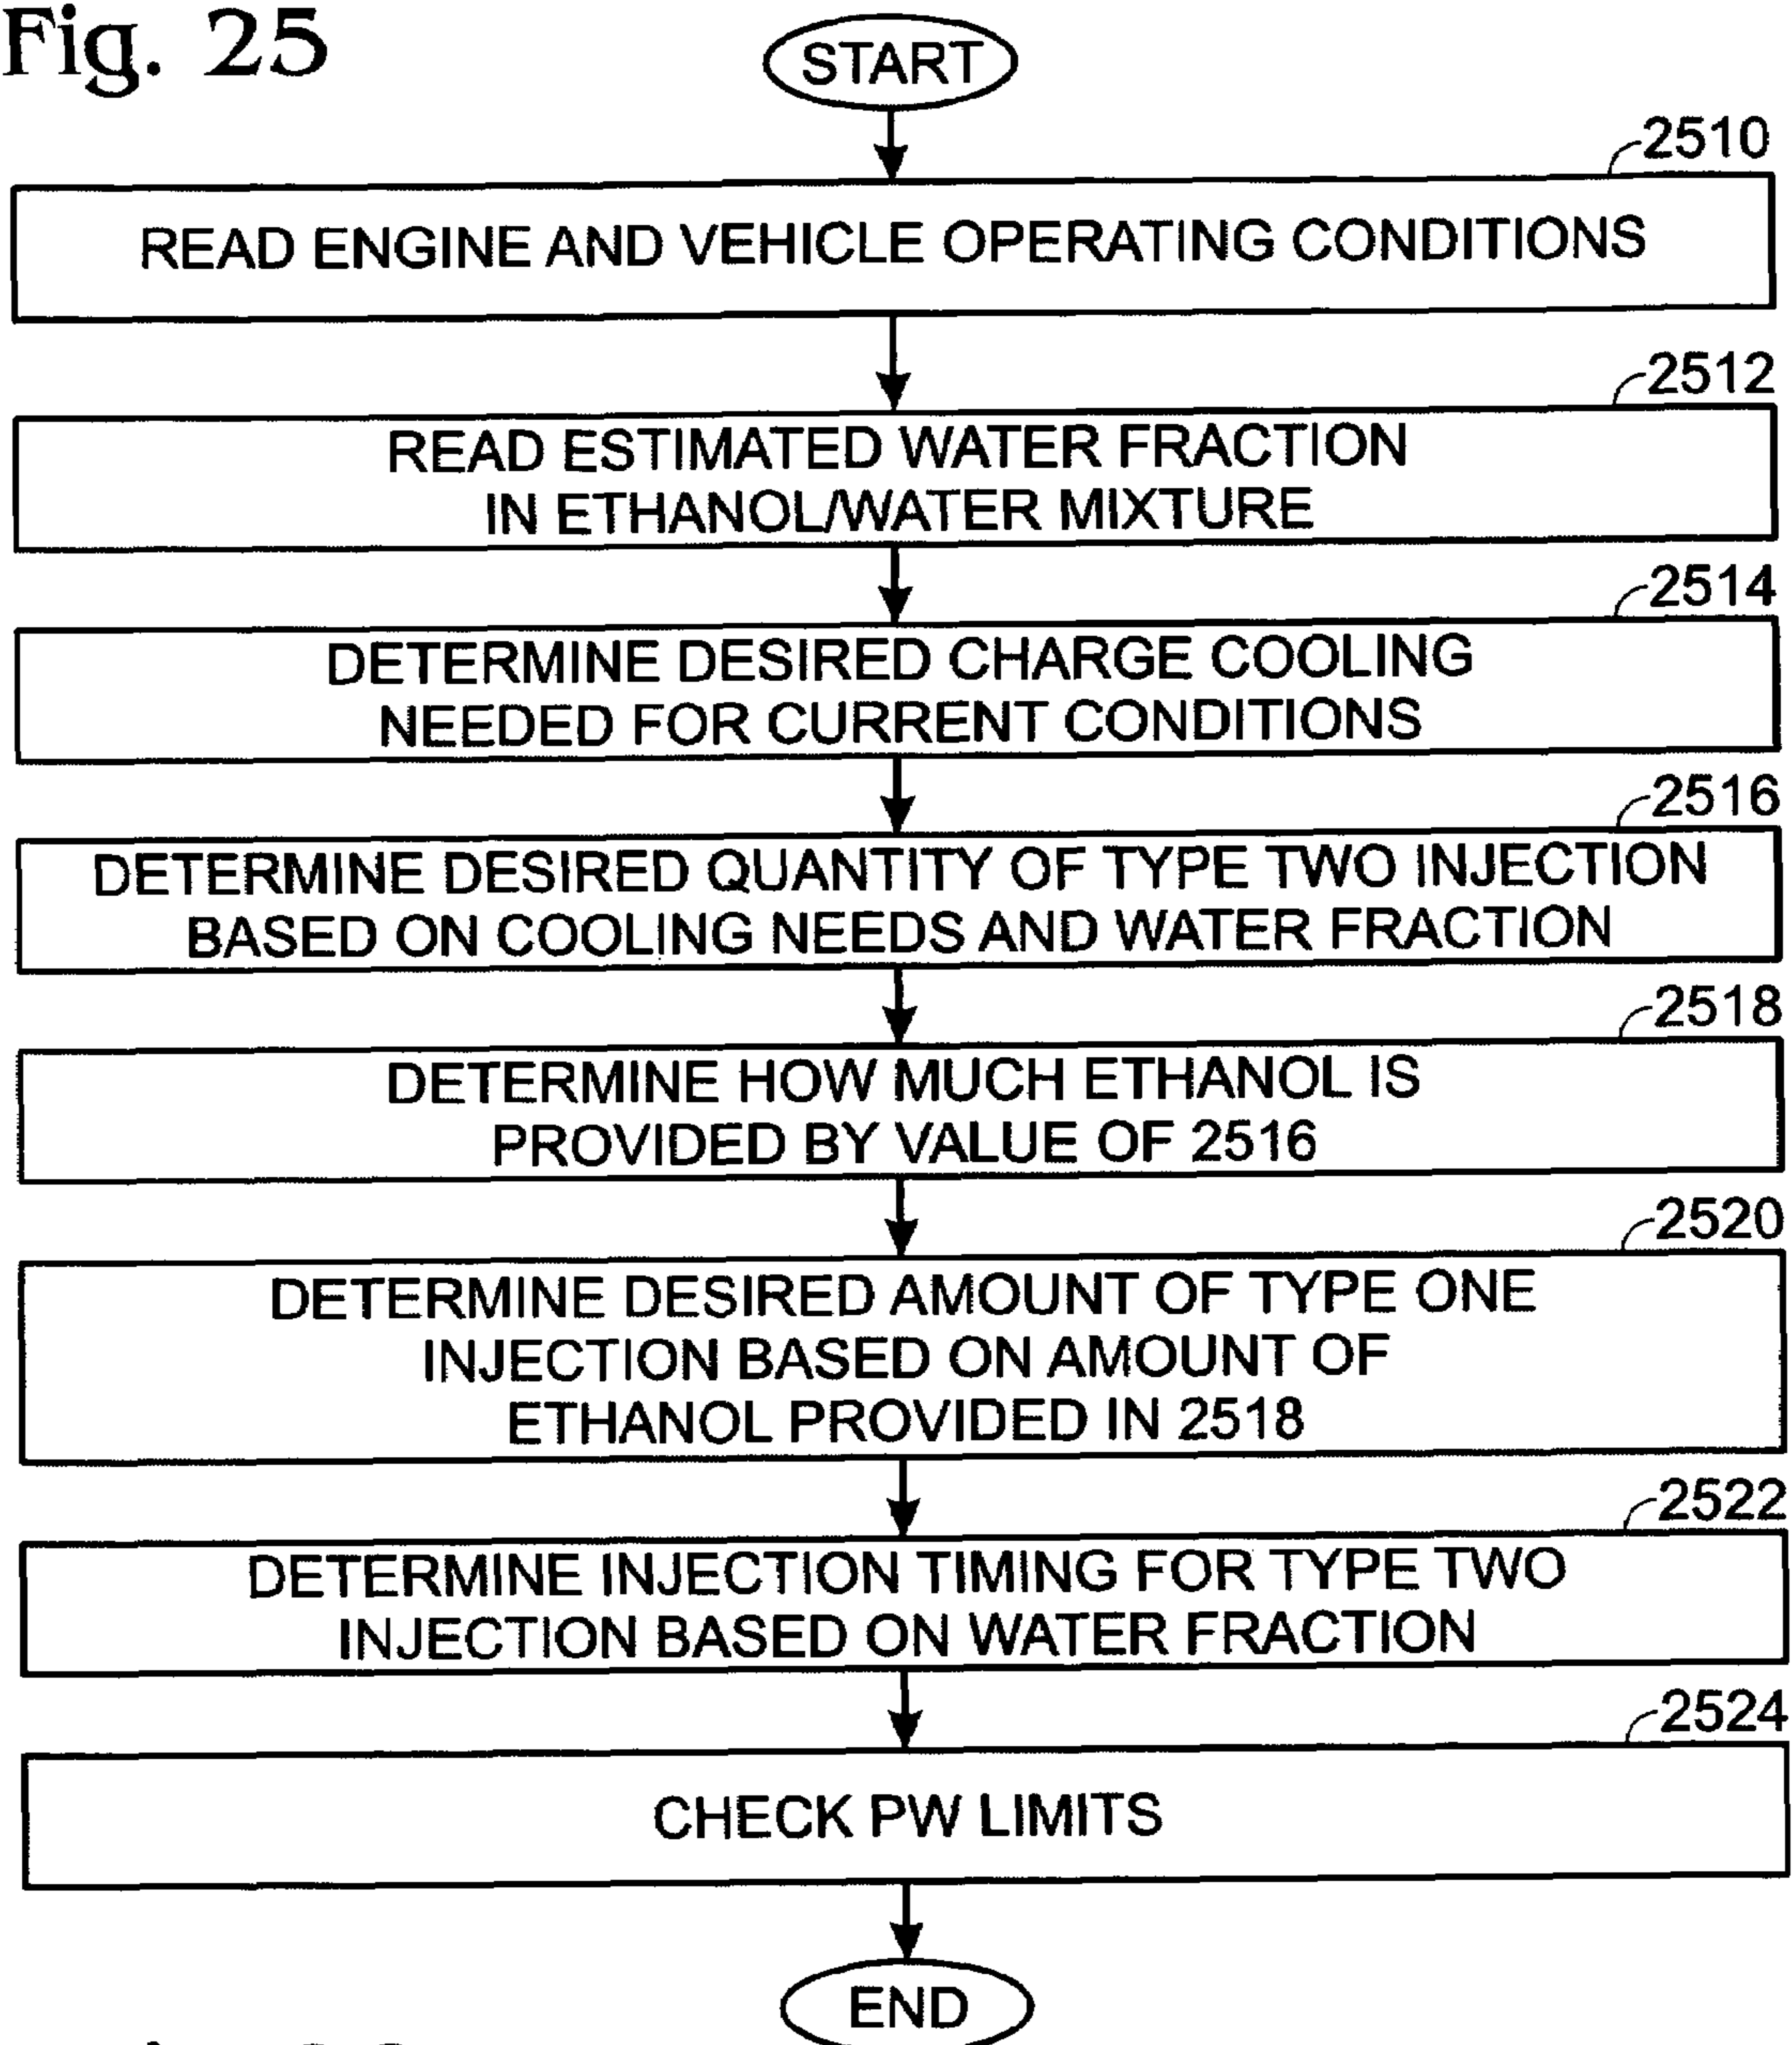 Fig. 25
START
2510
READ ENGINE AND VEHICLE OPERATING CONDITIONS
2512
READ ESTIMATED WATER FRACTION
IN ETHANOL/WATER MIXTURE
2514
DETERMINE DESIRED CHARGE COOLING
NEEDED FOR CURRENT CONDITIONS
2516
DETERMINE DESIRED QUANTITY OF TYPE TWO INJECTION
BASED ON COOLING NEEDS AND WATER FRACTION
2518
DETERMINE HOW MUCH ETHANOL IS
PROVIDED BY VALUE OF 2516
2520
DETERMINE DESIRED AMOUNT OF TYPE ONE
INJECTION BASED ON AMOUNT OF
ETHANOL PROVIDED IN 2518
2522
DETERMINE INJECTION TIMING FOR TYPE TWO
INJECTION BASED ON WATER FRACTION
2524
CHECK PW LIMITS
END